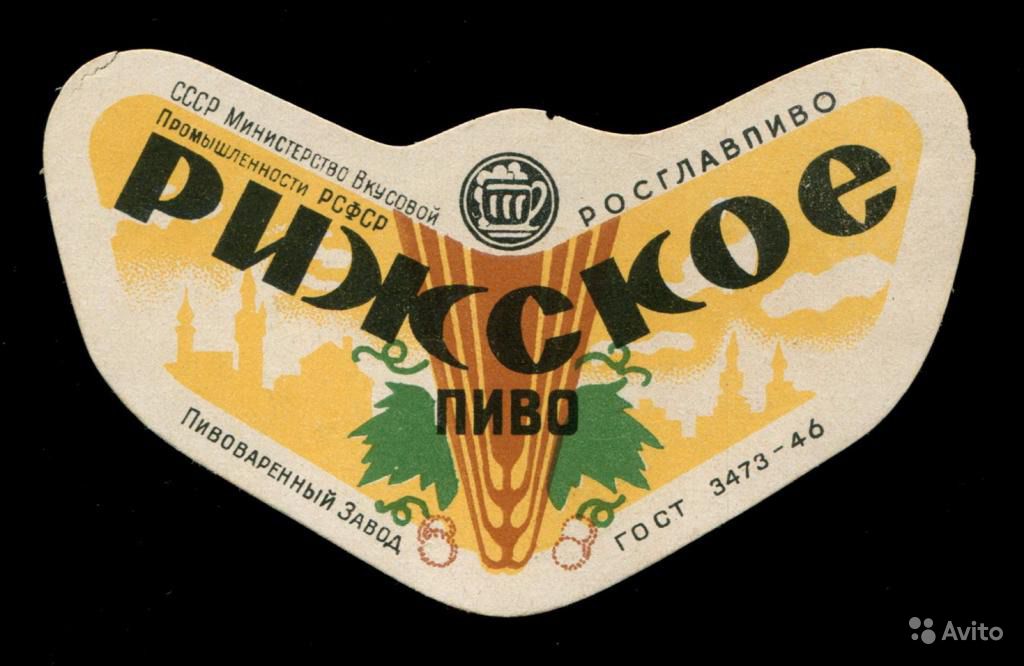 СССР Министерство Вкусовой
Промышленности РСФСР
РОСГЛАВПИВО
РИЖСКОЕ
ПИВО
Пивоваренный Завод
ГОСТ 3473-46
Avito